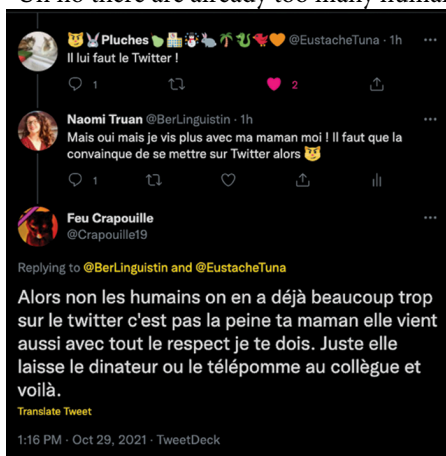 Uh no there are already too many human
Pluches @EustacheTuna · 1h
Il lui faut le Twitter !
1 2
Naomi Truan @BerLinguistin · 1h
Mais oui mais je vis plus avec ma maman moi ! Il faut que la
convainque de se mettre sur Twitter alors 😼
1
Feu Crapouille
@Crapouille19
Replying to @BerLinguistin and @EustacheTuna
Alors non les humains on en a déjà beaucoup trop
sur le twitter c'est pas la peine ta maman elle vient
aussi avec tout le respect je te dois. Juste elle
laisse le dinateur ou le télépomme au collègue et
voilà.
Translate Tweet
1:16 PM · Oct 29, 2021 · TweetDeck